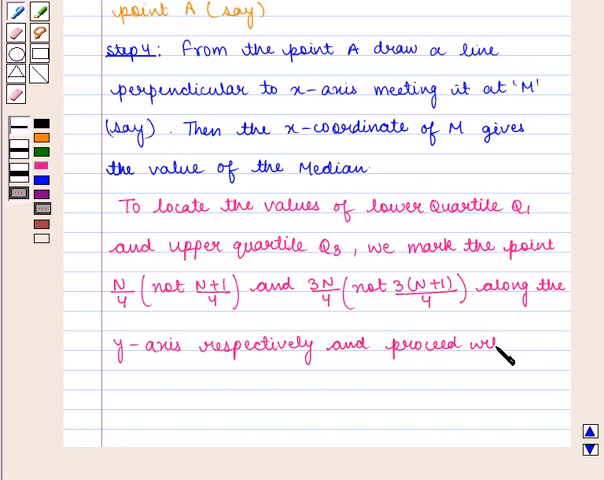 point A (say)
step 4: From the point A draw a line
perpendicular to x-axis meeting it at 'M'
(say). Then the x-coordinate of M gives
the value of the Median.
To locate the values of lower Quartile Q1
and upper quartile Q3, we mark the point
N/4 (not N+1/4) and 3N/4 (not 3(N+1)/4) along the
y-axis respectively and proceed